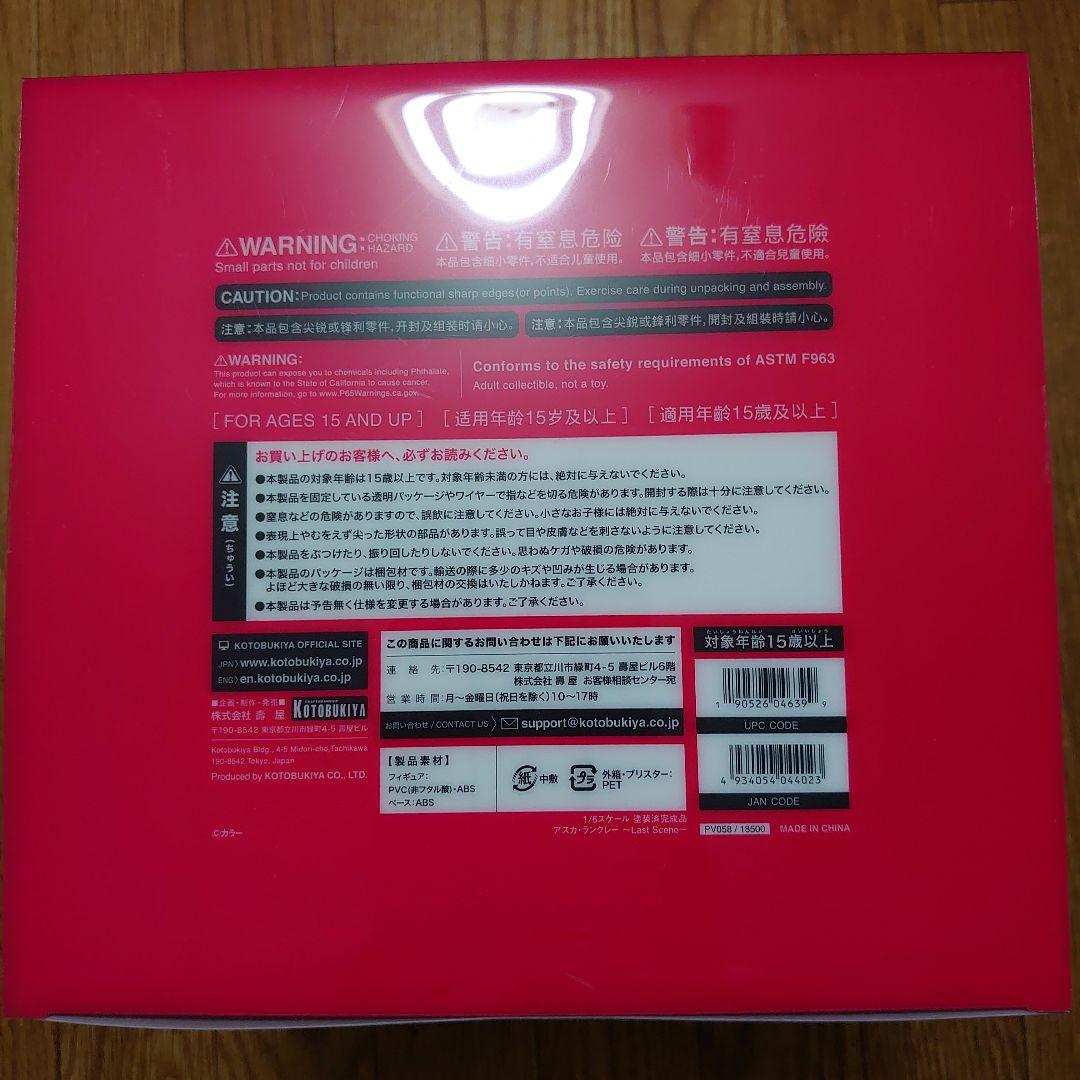 ⚠WARNING: CHOKING HAZARD
Small parts not for children
⚠警告:有窒息危险
本品包含细小零件,不适合儿童使用。
⚠警告:有窒息危險
本品包含細小零件,不適合兒童使用。
CAUTION: Product contains functional sharp edges(or points). Exercise care during unpacking and assembly.
注意:本品包含尖锐或锋利零件,开封及组装时请小心。
注意:本品包含尖銳或鋒利零件,開封及組裝時請小心。
⚠WARNING:
This product can expose you to chemicals including Phthalate,
which is known to the State of California to cause cancer.
For more information, go to www.P65Warnings.ca.gov.
Conforms to the safety requirements of ASTM F963
Adult collectible, not a toy.
[FOR AGES 15 AND UP] [适用年龄15岁及以上] [適用年齡15歲及以上]
注意(ちゅうい)
お買い上げのお客様へ、必ずお読みください。
●本製品の対象年齢は15歳以上です。対象年齢未満の方には、絶対に与えないでください。
●本製品を固定している透明パッケージやワイヤーで指などを切る危険があります。開封する際は十分に注意してください。
●窒息などの危険がありますので、誤飲に注意してください。小さなお子様には絶対に与えないでください。
●表現上やむをえず尖った形状の部品があります。誤って目や皮膚などを刺さないように注意してください。
●本製品をぶつけたり、振り回したりしないでください。思わぬケガや破損の危険があります。
●本製品のパッケージは梱包材です。輸送の際に多少のキズや凹みが生じる場合があります。
よほど大きな破損の無い限り、梱包材の交換はいたしかねます。ご了承ください。
●本製品は予告無く仕様を変更する場合があります。ご了承ください。
KOTOBUKIYA OFFICIAL SITE
JPN〉www.kotobukiya.co.jp
ENG〉en.kotobukiya.co.jp
■企画・制作・発売■
株式会社 壽 屋
KOTOBUKIYA
〒190-8542 東京都立川市緑町4-5 壽屋ビル
Kotobukiya Bldg., 4-5 Midori-cho,Tachikawa
190-8542 Tokyo, Japan
Produced by KOTOBUKIYA CO., LTD.
©カラー
この商品に関するお問い合わせは下記にお願いいたします
連絡先:〒190-8542 東京都立川市緑町4-5 壽屋ビル6階
株式会社 壽 屋 お客様相談センター宛
営業時間:月〜金曜日(祝日を除く)10〜17時
お問い合わせ / CONTACT US 〉 support@kotobukiya.co.jp
【製品素材】
フィギュア:
PVC(非フタル酸)・ABS
ベース:ABS
紙 中敷
プラ 外箱・ブリスター:
PET
1/6スケール 塗装済完成品
アスカ・ラングレー 〜Last Scene〜
対象年齢15歳以上
たいしょうねんれい さいいじょう
1 90526 04639 9
UPC CODE
4 934054 044023
JAN CODE
PV058 / 18500 MADE IN CHINA